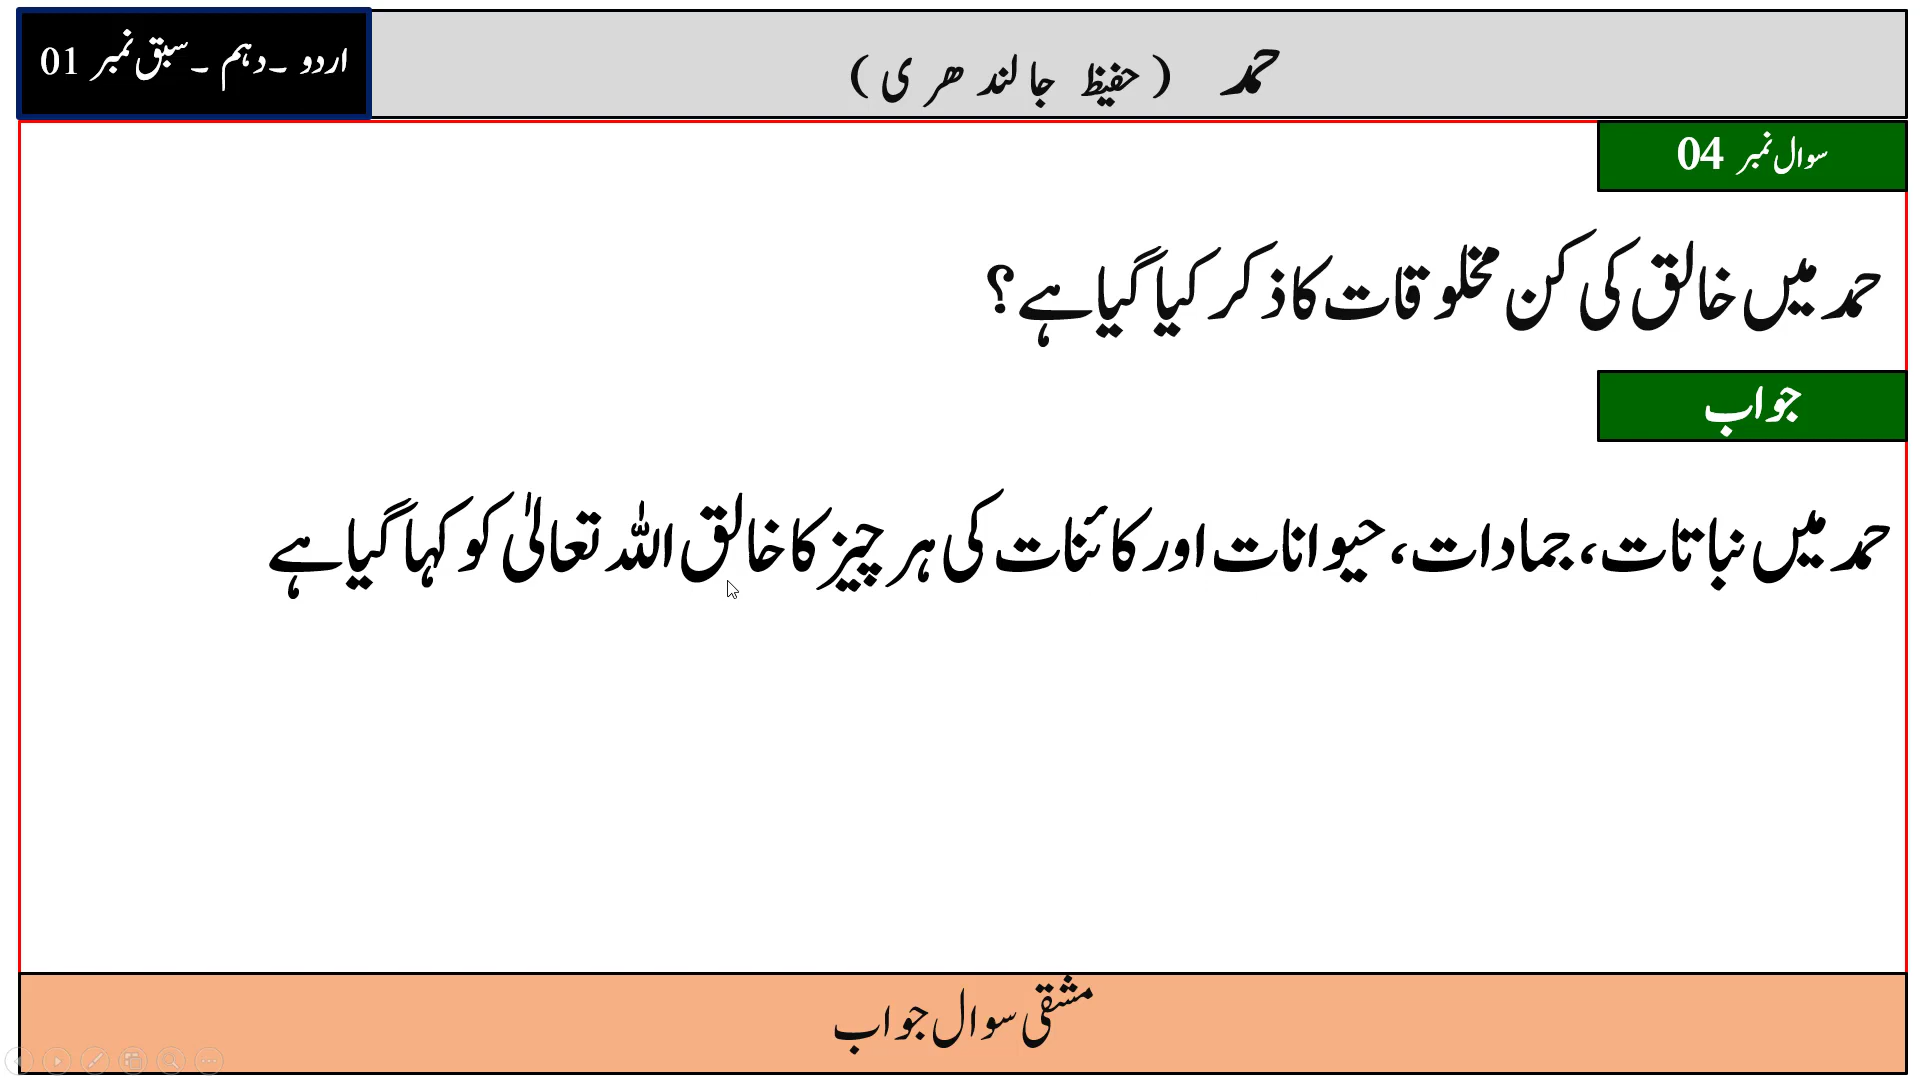 اردو ۔دہم ۔سبق نمبر 01
حمد (حفیظ جالندھری)
سوال نمبر 04
حمد میں خالق کی کن مخلوقات کا ذکر کیا گیا ہے؟
جواب
حمد میں نباتات، جمادات، حیوانات اور کائنات کی ہر چیز کا خالق اللہ تعالیٰ کو کہا گیا ہے
مشقی سوال جواب